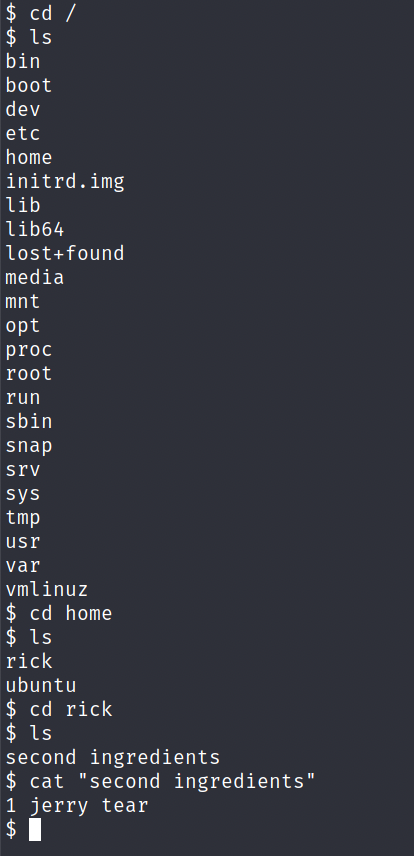 $ cd /
$ ls
bin
boot
dev
etc
home
initrd.img
lib
lib64
lost+found
media
mnt
opt
proc
root
run
sbin
snap
srv
sys
tmp
usr
var
vmlinuz
$ cd home
$ ls
rick
ubuntu
$ cd rick
$ ls
second ingredients
$ cat "second ingredients"
1 jerry tear
$